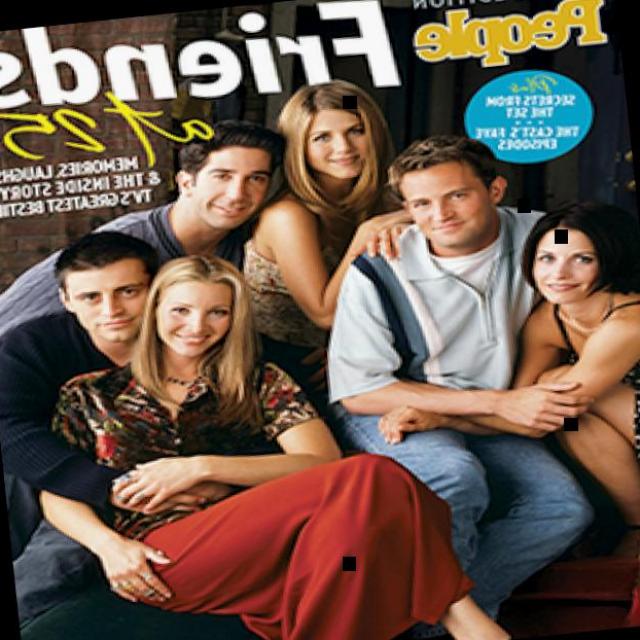 EDITION
People
Friends
at 25
MEMORIES, LAUGHS
& THE INSIDE STORY
TV'S GREATEST
Plus
SECRETS FROM
THE SET
THE CAST'S FAVE
EPISODES